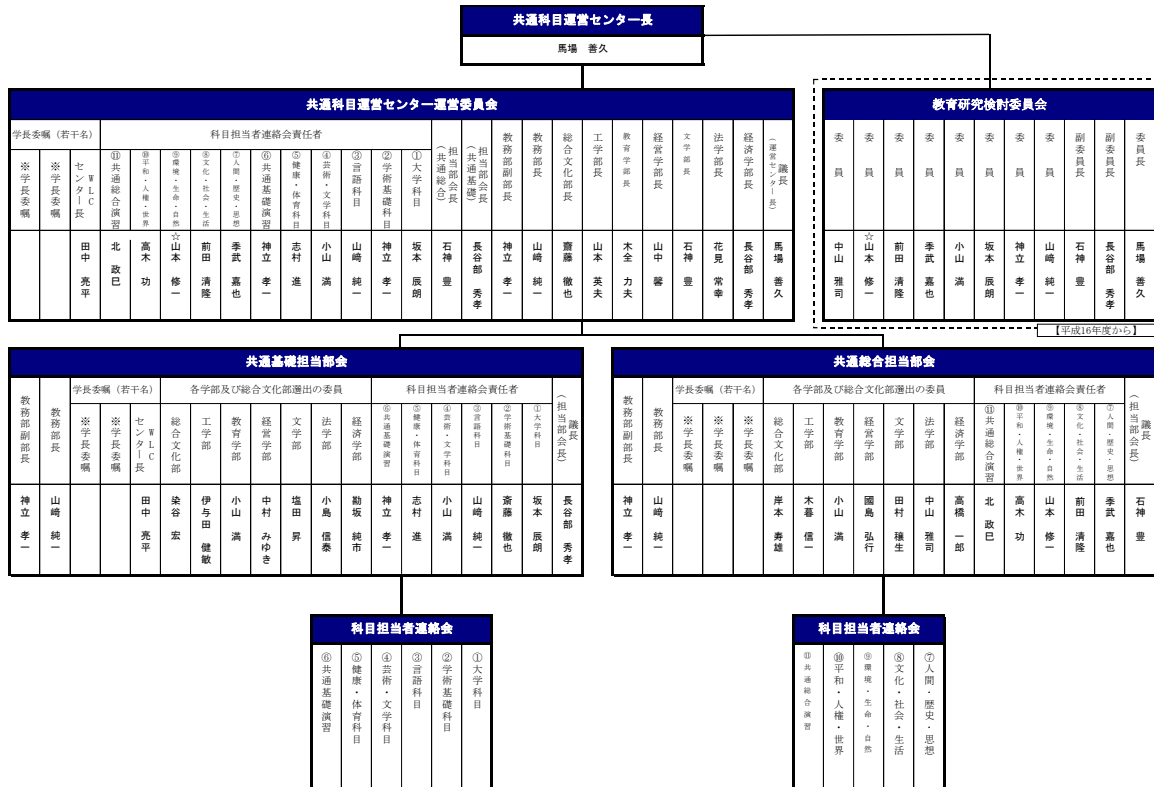 共通科目運営センター長
馬場　善久
共通科目運営センター運営委員会
議長
（運営センター長）
馬場　善久
経済学部長
長谷部　秀孝
法学部長
花見　常幸
文学部長
石神　豊
経営学部長
山中　馨
教育学部長
木全　力夫
工学部長
山本　英夫
総合文化部長
齋藤　徹也
教務部長
山﨑　純一
教務部副部長
神立　孝一
担当部会長
（共通基礎）
長谷部　秀孝
担当部会長
（共通総合）
石神　豊
科目担当者連絡会責任者
①大学科目
坂本　辰朗
②学術基礎科目
神立　孝一
③言語科目
山﨑　純一
④芸術・文学科目
小山　満
⑤健康・体育科目
志村　進
⑥共通基礎演習
神立　孝一
⑦人間・歴史・思想
季武　嘉也
⑧文化・社会・生活
前田　清隆
⑨環境・生命・自然
☆山本　修一
⑩平和・人権・世界
高木　功
⑪共通総合演習
北　政巳
学長委嘱（若干名）
WLC
センター長
田中　亮平
※学長委嘱
※学長委嘱
教育研究検討委員会
委員長
馬場　善久
副委員長
長谷部　秀孝
副委員長
石神　豊
委　員
山﨑　純一
委　員
神立　孝一
委　員
坂本　辰朗
委　員
小山　満
委　員
季武　嘉也
委　員
前田　清隆
委　員
☆山本　修一
委　員
中山　雅司
【平成16年度から】
共通基礎担当部会
議長
（担当部会長）
長谷部　秀孝
科目担当者連絡会責任者
①大学科目
坂本　辰朗
②学術基礎科目
斎藤　徹也
③言語科目
山﨑　純一
④芸術・文学科目
小山　満
⑤健康・体育科目
志村　進
⑥共通基礎演習
神立　孝一
各学部及び総合文化部選出の委員
経済学部
勘坂　純市
法学部
小島　信泰
文学部
塩田　昇
経営学部
中村　みゆき
教育学部
小山　満
工学部
伊与田　健敏
総合文化部
染谷　宏
学長委嘱（若干名）
WLC
センター長
田中　亮平
※学長委嘱
※学長委嘱
教務部長
山﨑　純一
教務部副部長
神立　孝一
共通総合担当部会
議長
（担当部会長）
石神　豊
科目担当者連絡会責任者
⑦人間・歴史・思想
季武　嘉也
⑧文化・社会・生活
前田　清隆
⑨環境・生命・自然
山本　修一
⑩平和・人権・世界
高木　功
⑪共通総合演習
北　政巳
各学部及び総合文化部選出の委員
経済学部
高橋　一郎
法学部
中山　雅司
文学部
田村　穣生
経営学部
國島　弘行
教育学部
小山　満
工学部
木暮　信一
総合文化部
岸本　寿雄
学長委嘱（若干名）
※学長委嘱
※学長委嘱
※学長委嘱
教務部長
山﨑　純一
教務部副部長
神立　孝一
科目担当者連絡会
①大学科目
②学術基礎科目
③言語科目
④芸術・文学科目
⑤健康・体育科目
⑥共通基礎演習
科目担当者連絡会
⑦人間・歴史・思想
⑧文化・社会・生活
⑨環境・生命・自然
⑩平和・人権・世界
⑪共通総合演習